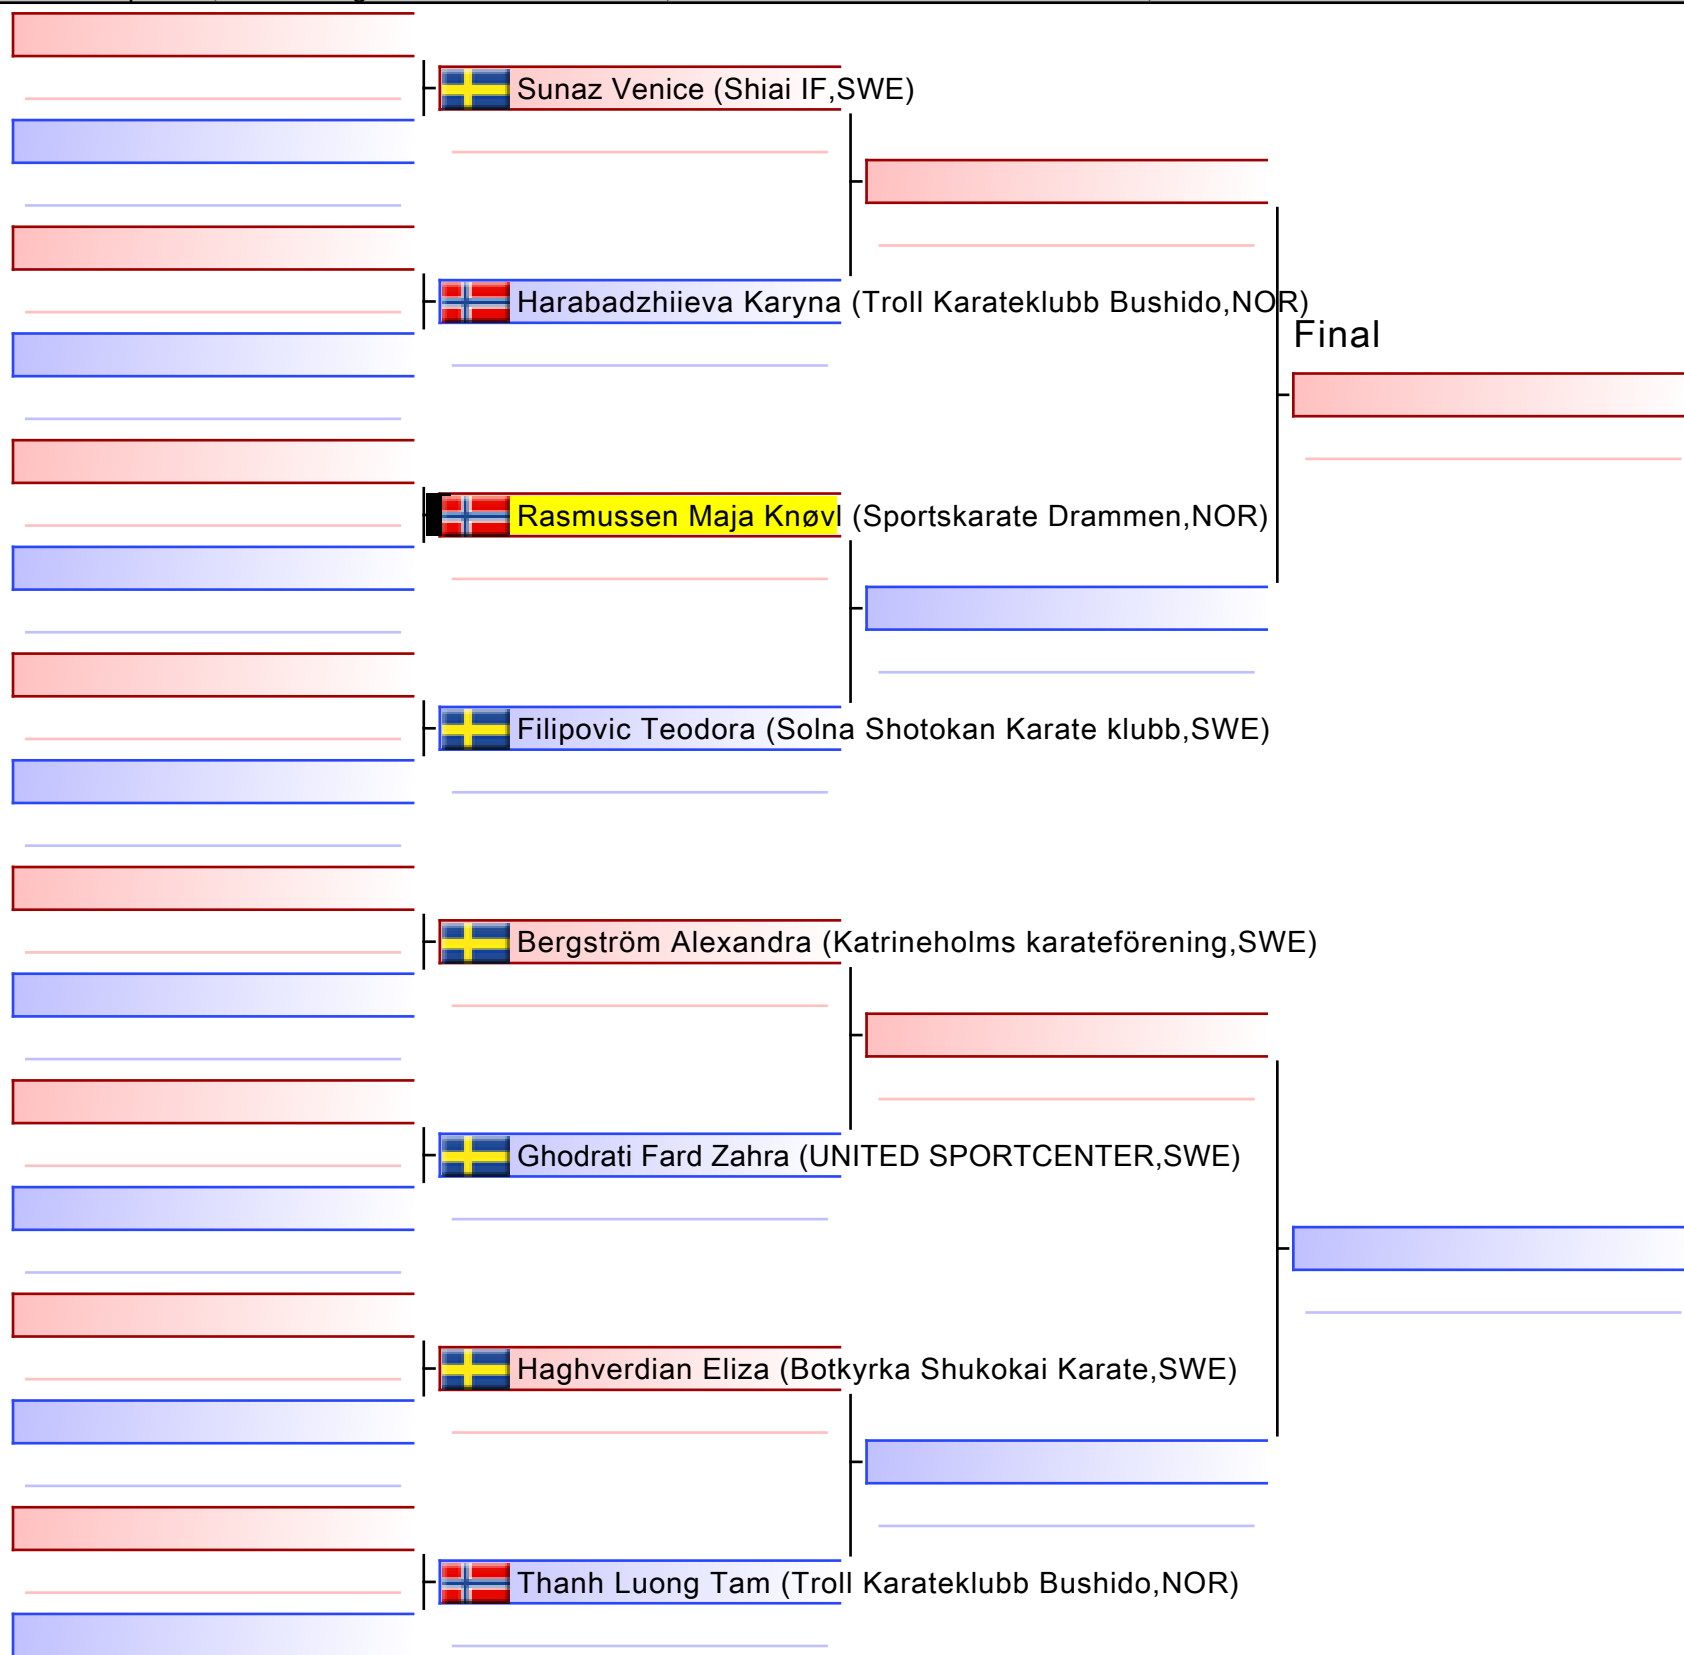 Sunaz Venice (Shiai IF,SWE)
Harabadzhiieva Karyna (Troll Karateklubb Bushido,NOR)
Final
Rasmussen Maja Knøvl (Sportskarate Drammen,NOR)
Filipovic Teodora (Solna Shotokan Karate klubb,SWE)
Bergström Alexandra (Katrineholms karateförening,SWE)
Ghodrati Fard Zahra (UNITED SPORTCENTER,SWE)
Haghverdian Eliza (Botkyrka Shukokai Karate,SWE)
Thanh Luong Tam (Troll Karateklubb Bushido,NOR)